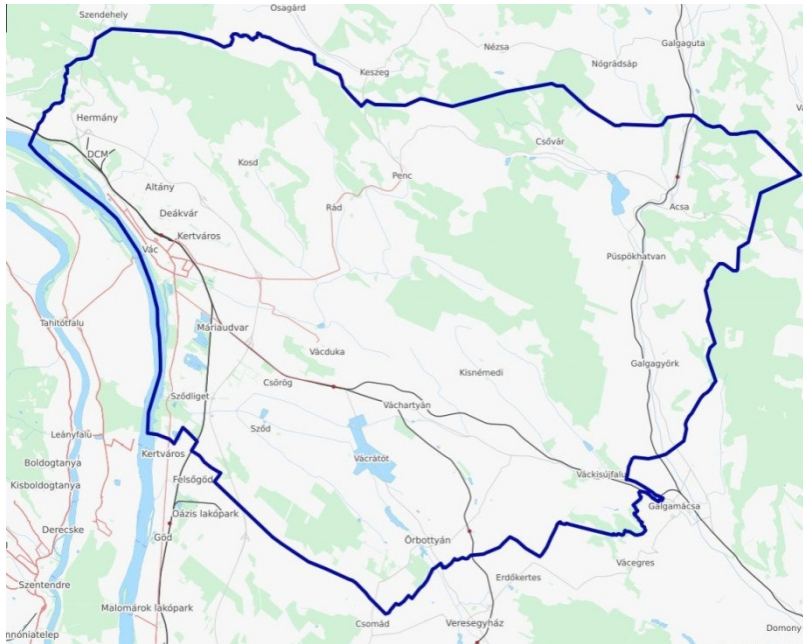 Szendehely
Osagárd
Keszeg
Nézsa
Galgaguta
Nógrádsáp
Hermány
DCM
Kosd
Csővár
Altány
Penc
Deákvár
Rád
Acsa
Kertváros
Vác
Püspökhatvan
Tahitótfalu
Máriaudvar
Vácduka
Galgagyörk
Kisnémedi
Csörög
Sződliget
Váchartyán
Leányfalu
Sződ
Kertváros
Vácrátót
Boldogtanya
Váckisújfalu
Kisboldogtanya
Felsőgöd
Galgamácsa
Oázis lakópark
Derecske
Göd
Őrbottyán
Vácegres
Erdőkertes
Szentendre
Malomárok lakópark
Csomád
Veresegyház
Domony
nnóniatelep